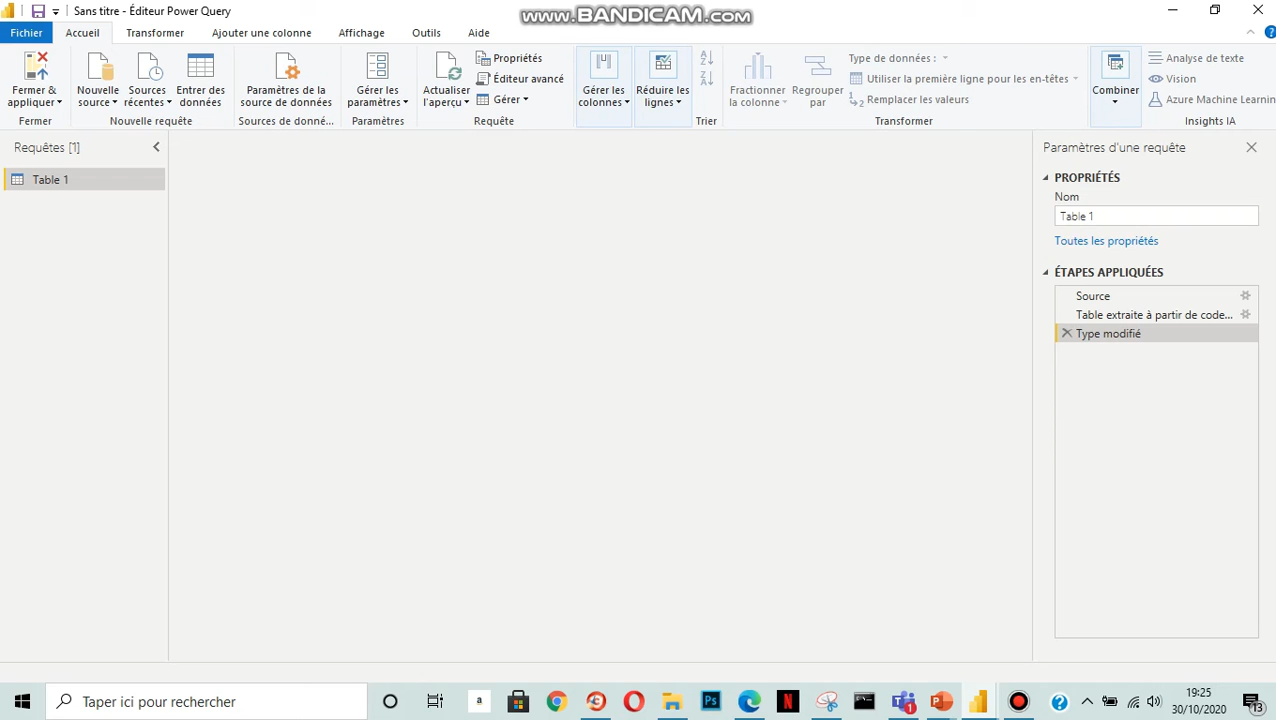 Sans titre - Éditeur Power Query
www.BANDICAM.com
Fichier
Accueil
Transformer
Ajouter une colonne
Affichage
Outils
Aide
Fermer &
appliquer
Fermer
Nouvelle
source
Sources
récentes
Entrer des
données
Nouvelle requête
Paramètres de la
source de données
Sources de donné...
Gérer les
paramètres
Paramètres
Actualiser
l'aperçu
Propriétés
Éditeur avancé
Gérer
Requête
Gérer les
colonnes
Réduire les
lignes
Trier
Fractionner
la colonne
Regrouper
par
Type de données :
Utiliser la première ligne pour les en-têtes
Remplacer les valeurs
Transformer
Combiner
Analyse de texte
Vision
Azure Machine Learnin
Insights IA
Requêtes [1]
Table 1
Paramètres d'une requête
PROPRIÉTÉS
Nom
Table 1
Toutes les propriétés
ÉTAPES APPLIQUÉES
Source
Table extraite à partir de code...
Type modifié
Taper ici pour rechercher
19:25
30/10/2020